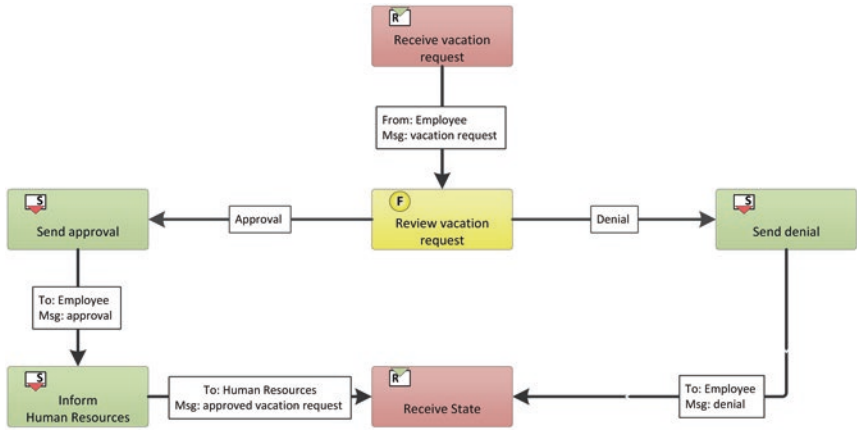 R
Receive vacation
request
From: Employee
Msg: vacation request
S
Send approval
Approval
F
Review vacation
request
Denial
S
Send denial
To: Employee
Msg: approval
S
Inform
Human Resources
To: Human Resources
Msg: approved vacation request
R
Receive State
To: Employee
Msg: denial